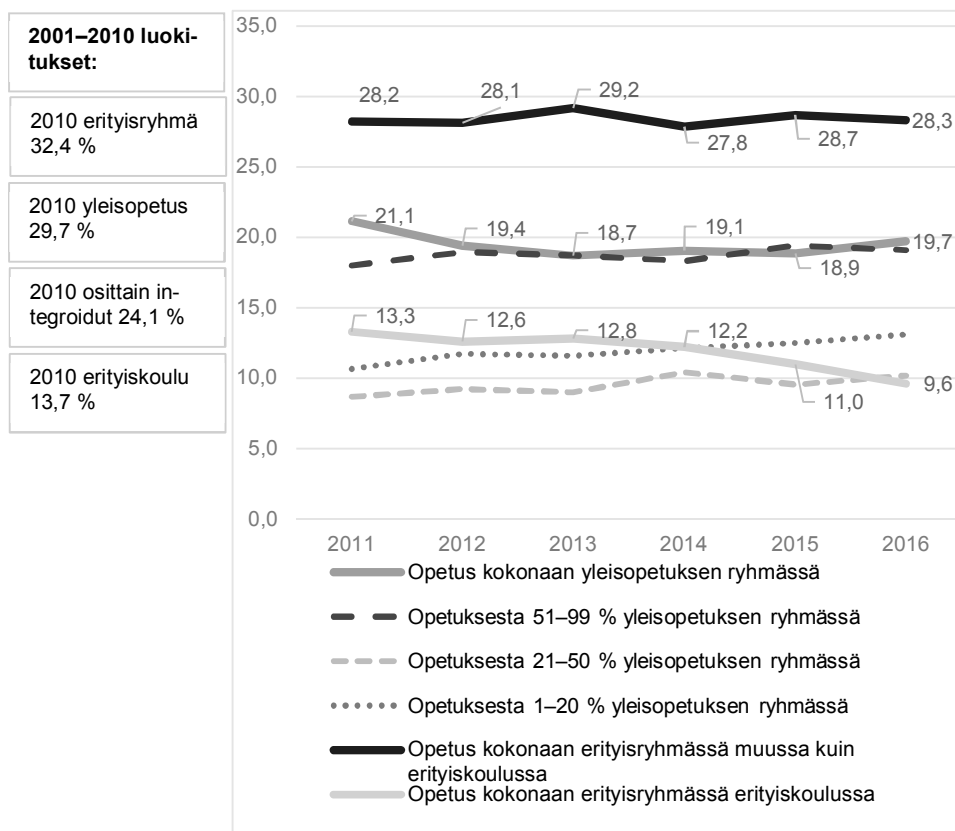 2001–2010 luoki-
tukset:
2010 erityisryhmä
32,4 %
2010 yleisopetus
29,7 %
2010 osittain in-
tegroidut 24,1 %
2010 erityiskoulu
13,7 %
35,0
30,0
25,0
20,0
15,0
10,0
5,0
0,0
28,2
28,1
29,2
27,8
28,7
28,3
21,1
19,4
18,7
19,1
18,9
19,7
13,3
12,6
12,8
12,2
11,0
9,6
2011
2012
2013
2014
2015
2016
Opetus kokonaan yleisopetuksen ryhmässä
Opetuksesta 51–99 % yleisopetuksen ryhmässä
Opetuksesta 21–50 % yleisopetuksen ryhmässä
Opetuksesta 1–20 % yleisopetuksen ryhmässä
Opetus kokonaan erityisryhmässä muussa kuin
erityiskoulussa
Opetus kokonaan erityisryhmässä erityiskoulussa